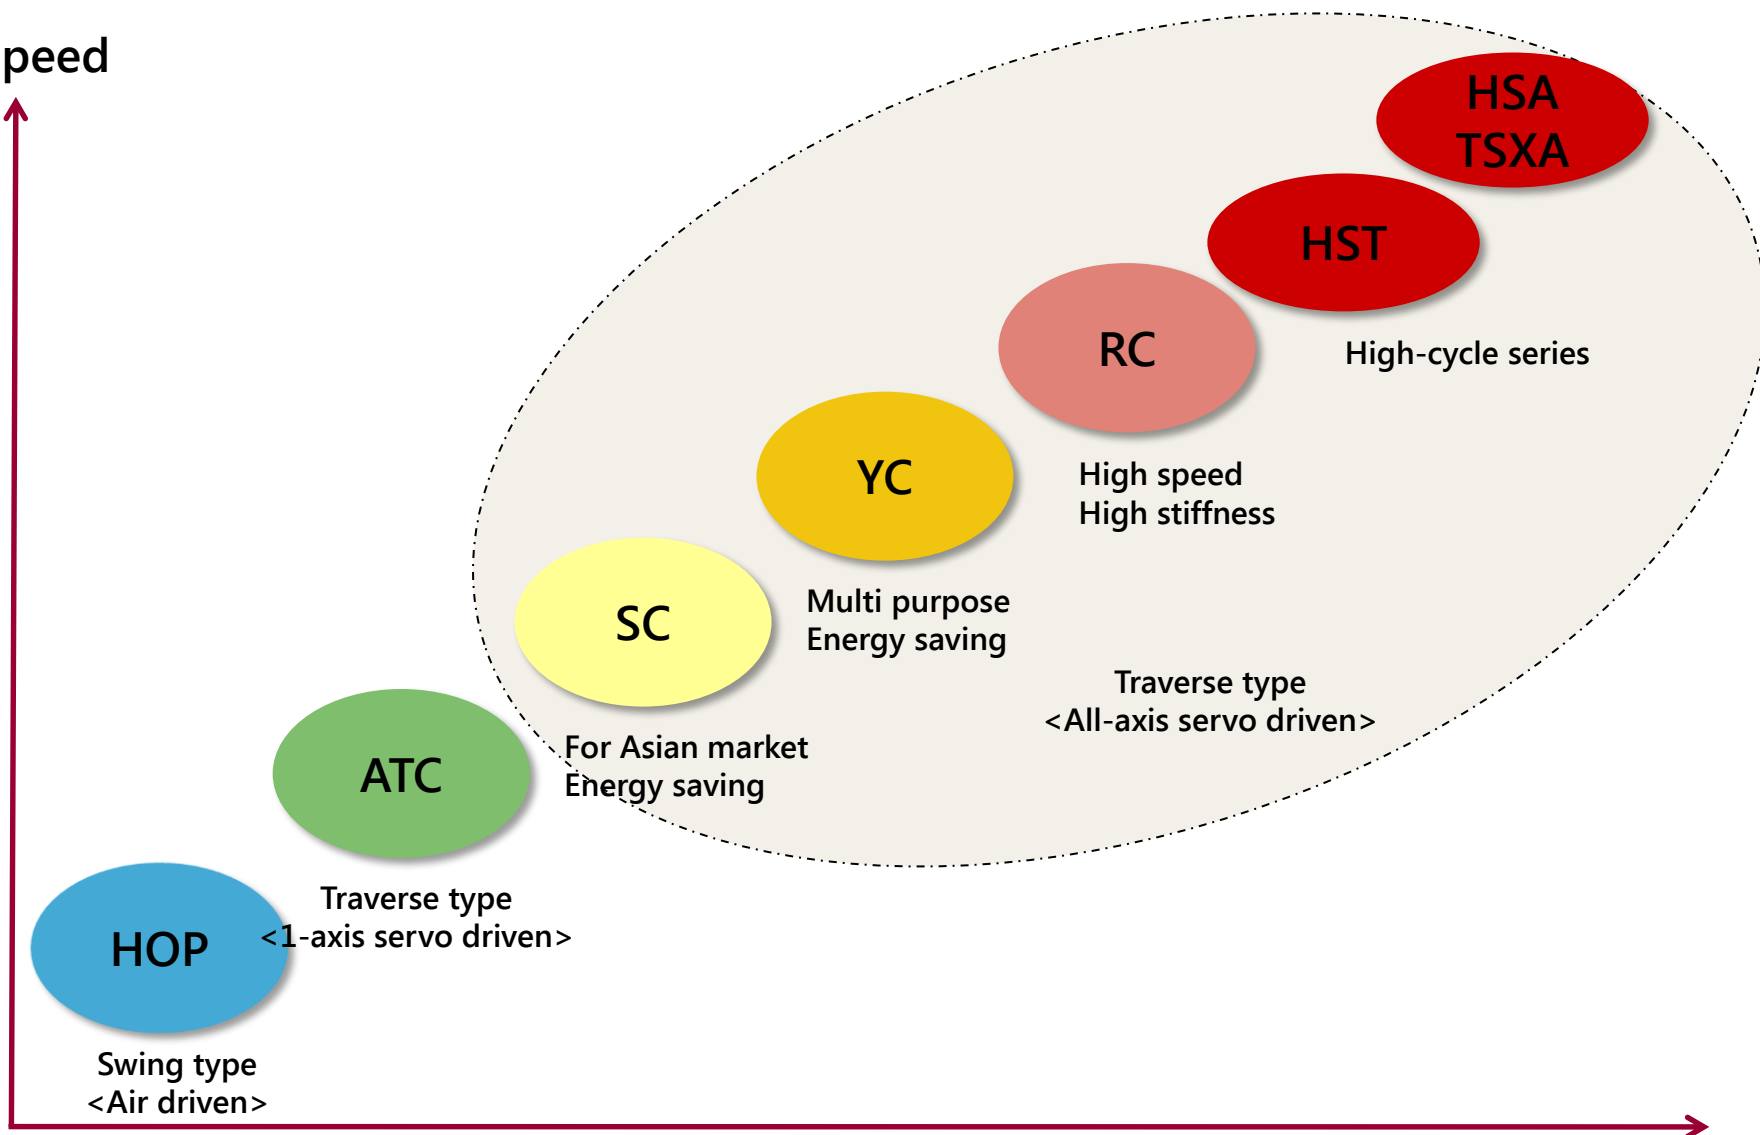 peed
HSA
TSXA
HST
High-cycle series
RC
High speed
High stiffness
YC
Multi purpose
Energy saving
Traverse type
<All-axis servo driven>
SC
For Asian market
Energy saving
ATC
Traverse type
<1-axis servo driven>
HOP
Swing type
<Air driven>